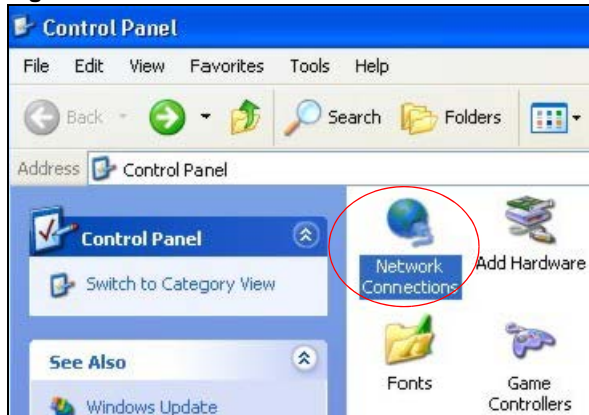 Control Panel
File Edit View Favorites Tools Help
Back Search Folders
Address Control Panel
Control Panel
Switch to Category View
See Also
Windows Update
Network
Connections
Add Hardware
Fonts
Game
Controllers